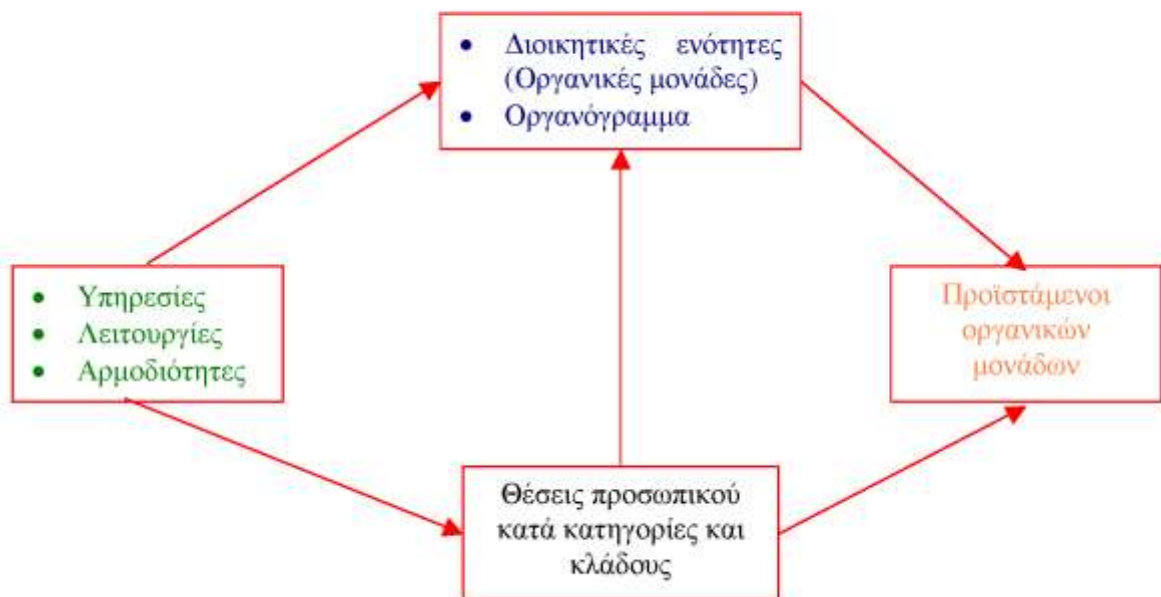 • Διοικητικές ενότητες
(Οργανικές μονάδες)
• Οργανόγραμμα
• Υπηρεσίες
• Λειτουργίες
• Αρμοδιότητες
Προϊστάμενοι
οργανικών
μονάδων
Θέσεις προσωπικού
κατά κατηγορίες και
κλάδους